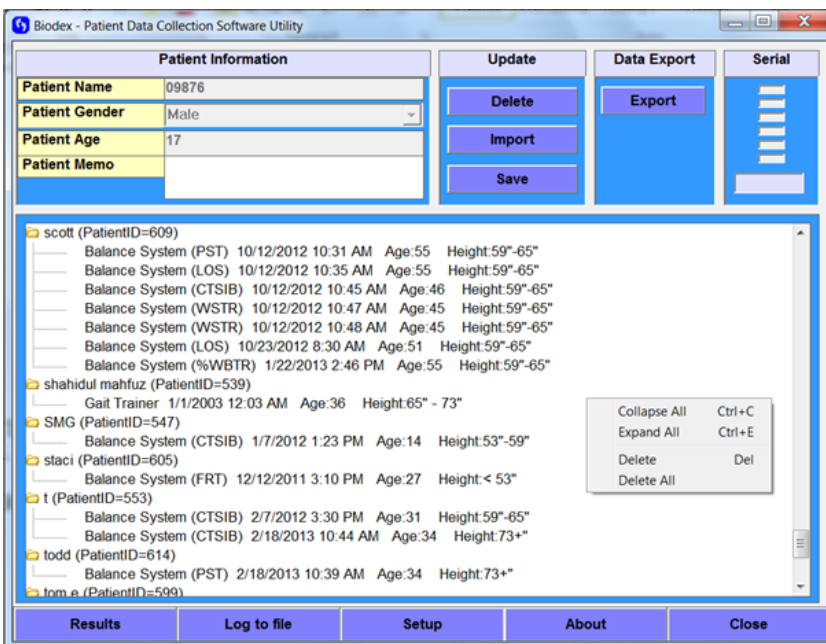 Biodex - Patient Data Collection Software Utility
Patient Information
Update
Data Export
Serial
Patient Name 09876
Patient Gender Male
Patient Age 17
Patient Memo
Delete
Import
Save
Export
scott (PatientID=609)
Balance System (PST) 10/12/2012 10:31 AM Age:55 Height:59"-65"
Balance System (LOS) 10/12/2012 10:35 AM Age:55 Height:59"-65"
Balance System (CTSIB) 10/12/2012 10:45 AM Age:46 Height:59"-65"
Balance System (WSTR) 10/12/2012 10:47 AM Age:45 Height:59"-65"
Balance System (WSTR) 10/12/2012 10:48 AM Age:45 Height:59"-65"
Balance System (LOS) 10/23/2012 8:30 AM Age:51 Height:59"-65"
Balance System (%WBTR) 1/22/2013 2:46 PM Age:55 Height:59"-65"
shahidul mahfuz (PatientID=539)
Gait Trainer 1/1/2003 12:03 AM Age:36 Height:65" - 73"
SMG (PatientID=547)
Balance System (CTSIB) 1/7/2012 1:23 PM Age:14 Height:53"-59"
staci (PatientID=605)
Balance System (FRT) 12/12/2011 3:10 PM Age:27 Height:< 53"
t (PatientID=553)
Balance System (CTSIB) 2/7/2012 3:30 PM Age:31 Height:59"-65"
Balance System (CTSIB) 2/18/2013 10:44 AM Age:34 Height:73+"
todd (PatientID=614)
Balance System (PST) 2/18/2013 10:39 AM Age:34 Height:73+"
tom e (PatientID=599)
Collapse All Ctrl+C
Expand All Ctrl+E
Delete Del
Delete All
Results
Log to file
Setup
About
Close